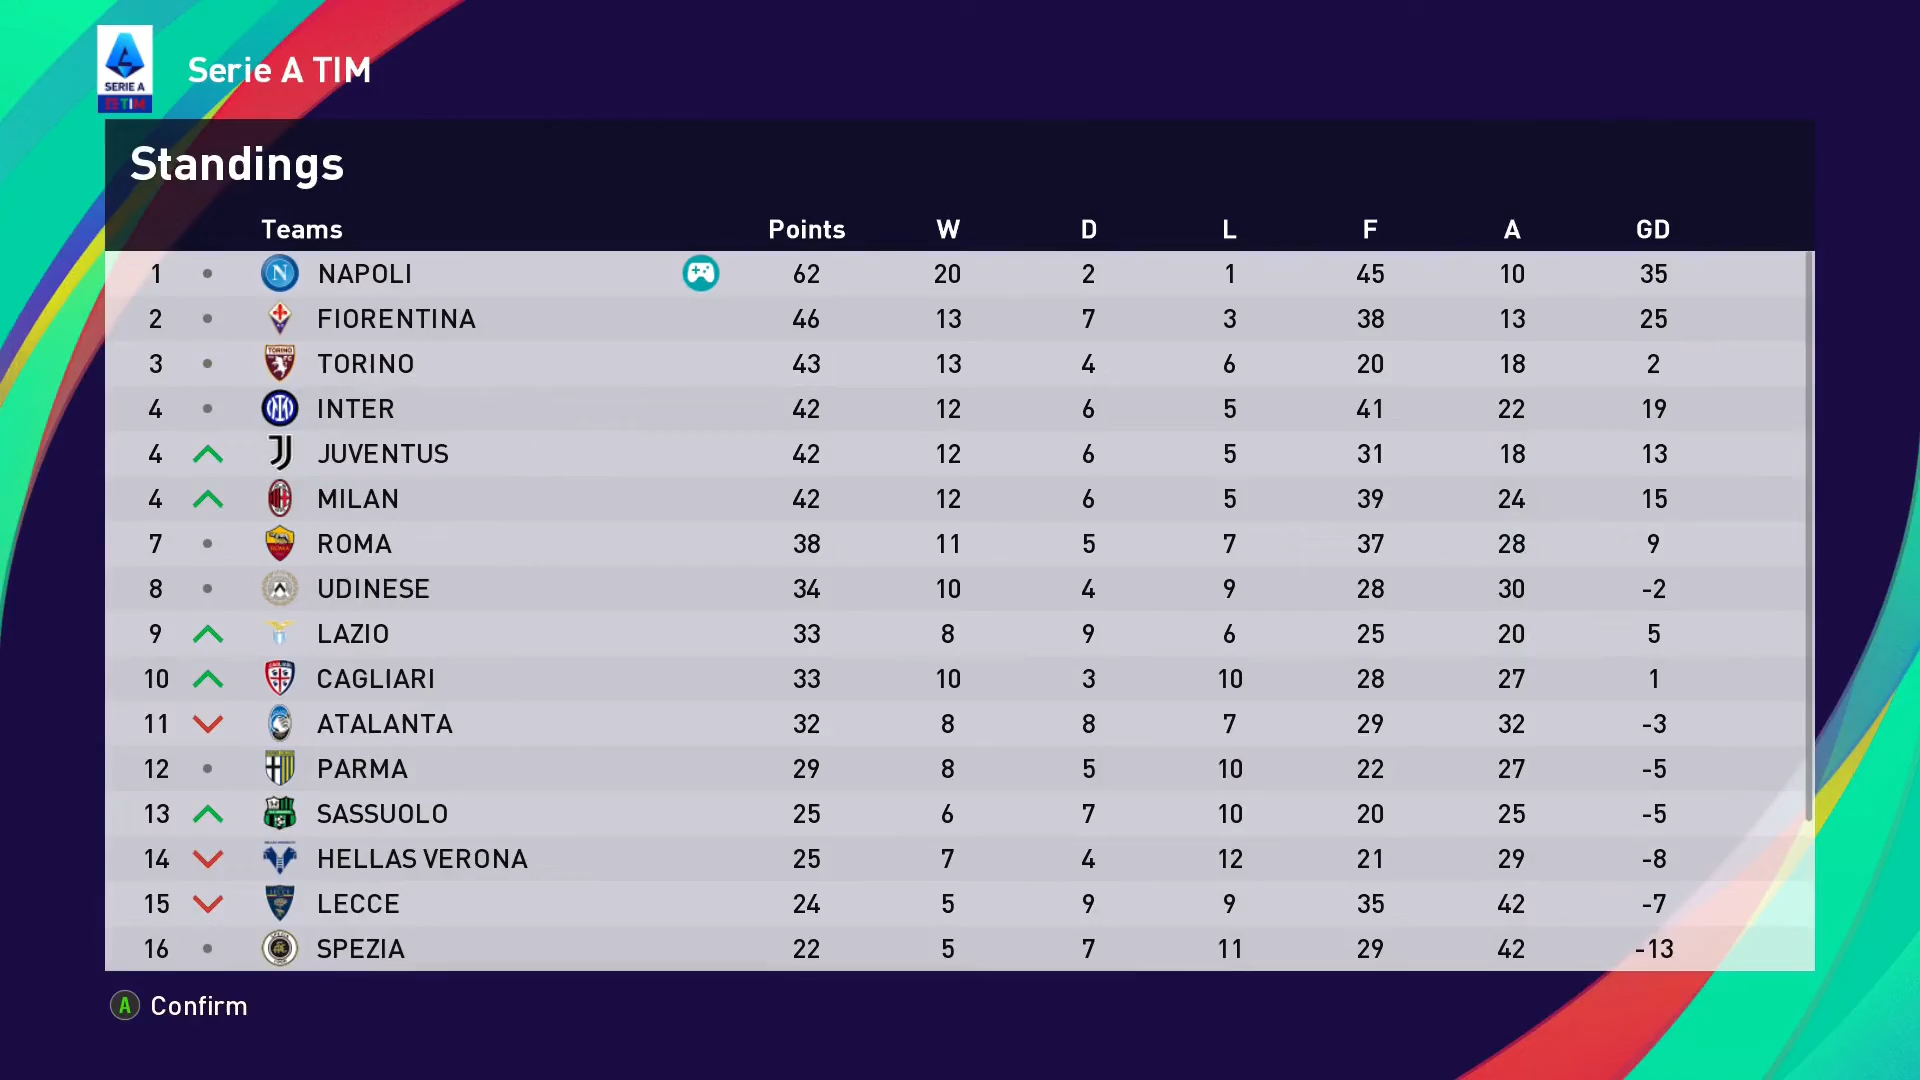 SERIE A
TIM
Serie A TIM
Standings
Teams Points W D L F A GD
1 NAPOLI 62 20 2 1 45 10 35
2 FIORENTINA 46 13 7 3 38 13 25
3 TORINO 43 13 4 6 20 18 2
4 INTER 42 12 6 5 41 22 19
4 JUVENTUS 42 12 6 5 31 18 13
4 MILAN 42 12 6 5 39 24 15
7 ROMA 38 11 5 7 37 28 9
8 UDINESE 34 10 4 9 28 30 -2
9 LAZIO 33 8 9 6 25 20 5
10 CAGLIARI 33 10 3 10 28 27 1
11 ATALANTA 32 8 8 7 29 32 -3
12 PARMA 29 8 5 10 22 27 -5
13 SASSUOLO 25 6 7 10 20 25 -5
14 HELLAS VERONA 25 7 4 12 21 29 -8
15 LECCE 24 5 9 9 35 42 -7
16 SPEZIA 22 5 7 11 29 42 -13
A Confirm